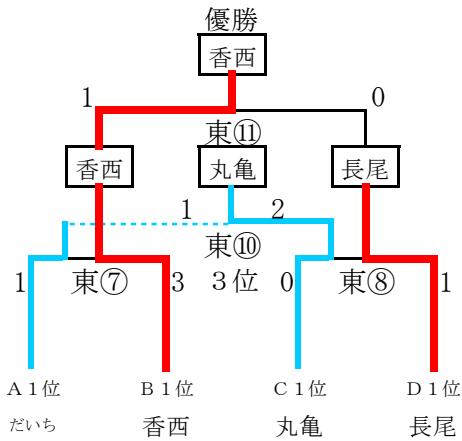 優勝
香西
1 0
東⑪
香西 丸亀 長尾
1 2
東⑩
1 東⑦ 3 3位 0 東⑧ 1
A1位 B1位 C1位 D1位
だいち 香西 丸亀 長尾